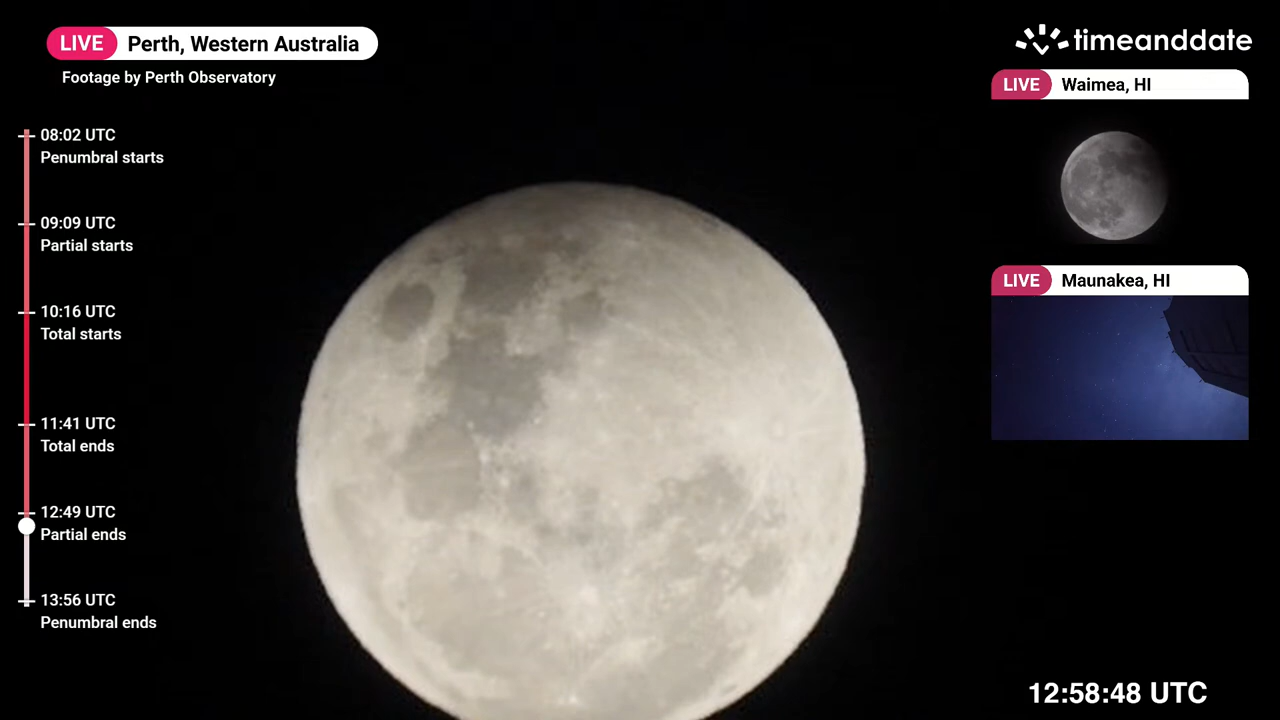 LIVE Perth, Western Australia
Footage by Perth Observatory
timeanddate
LIVE Waimea, HI
LIVE Maunakea, HI
08:02 UTC
Penumbral starts
09:09 UTC
Partial starts
10:16 UTC
Total starts
11:41 UTC
Total ends
12:49 UTC
Partial ends
13:56 UTC
Penumbral ends
12:58:48 UTC